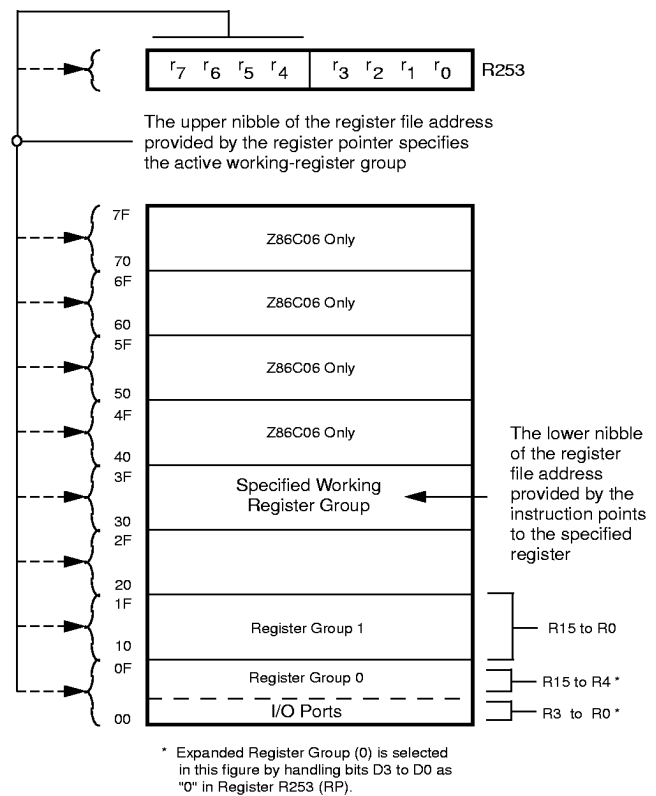 r7 r6 r5 r4 r3 r2 r1 r0 R253
The upper nibble of the register file address
provided by the register pointer specifies
the active working-register group
7F
Z86C06 Only
70
6F
Z86C06 Only
60
5F
Z86C06 Only
50
4F
Z86C06 Only
40
3F
Specified Working
Register Group
30
The lower nibble
of the register
file address
provided by the
instruction points
to the specified
register
2F
20
1F
Register Group 1
R15 to R0
10
0F
Register Group 0
R15 to R4 *
I/O Ports
R3 to R0 *
00
* Expanded Register Group (0) is selected
in this figure by handling bits D3 to D0 as
"0" in Register R253 (RP).